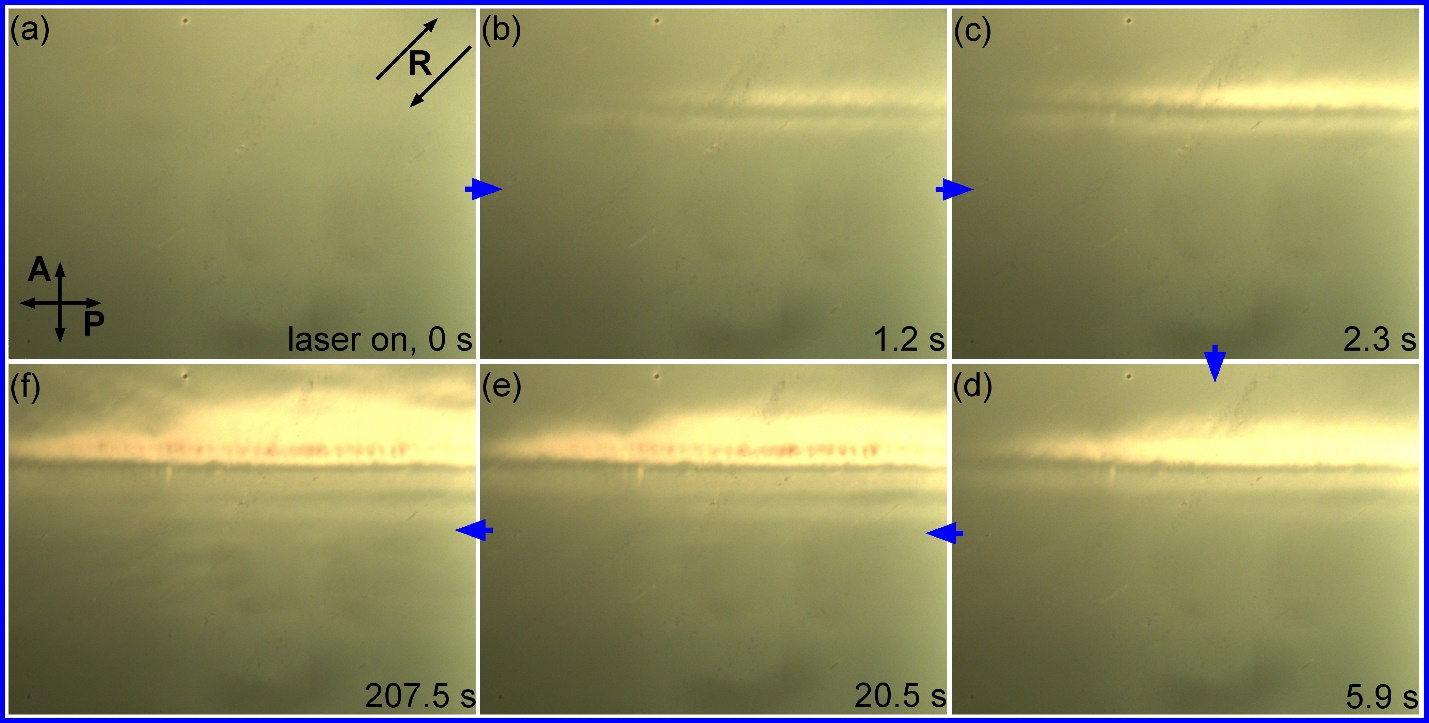 (a)
R
A
P
laser on, 0 s
(b)
1.2 s
(c)
2.3 s
(f)
207.5 s
(e)
20.5 s
(d)
5.9 s